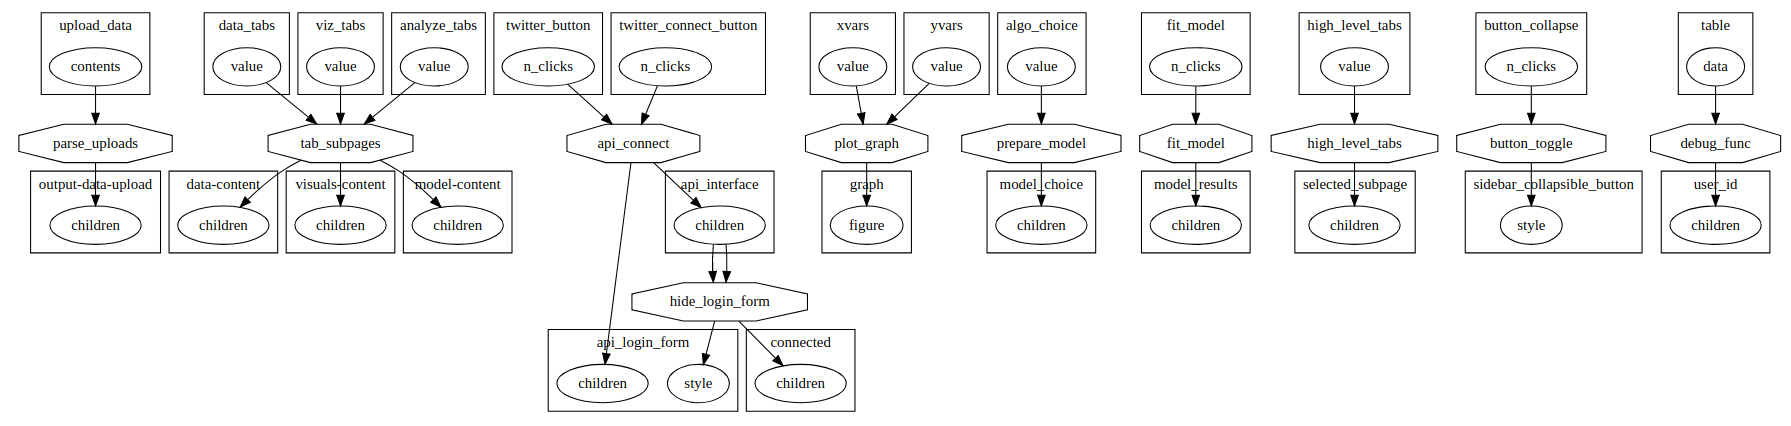 upload_data
data_tabs
viz_tabs
analyze_tabs
twitter_button
twitter_connect_button
xvars
yvars
algo_choice
fit_model
high_level_tabs
button_collapse
table
contents
value
value
value
n_clicks
n_clicks
value
value
value
n_clicks
value
n_clicks
data
parse_uploads
tab_subpages
api_connect
plot_graph
prepare_model
fit_model
high_level_tabs
button_toggle
debug_func
output-data-upload
data-content
visuals-content
model-content
api_interface
graph
model_choice
model_results
selected_subpage
sidebar_collapsible_button
user_id
children
children
children
children
children
figure
children
children
children
style
children
hide_login_form
api_login_form
connected
children
style
children